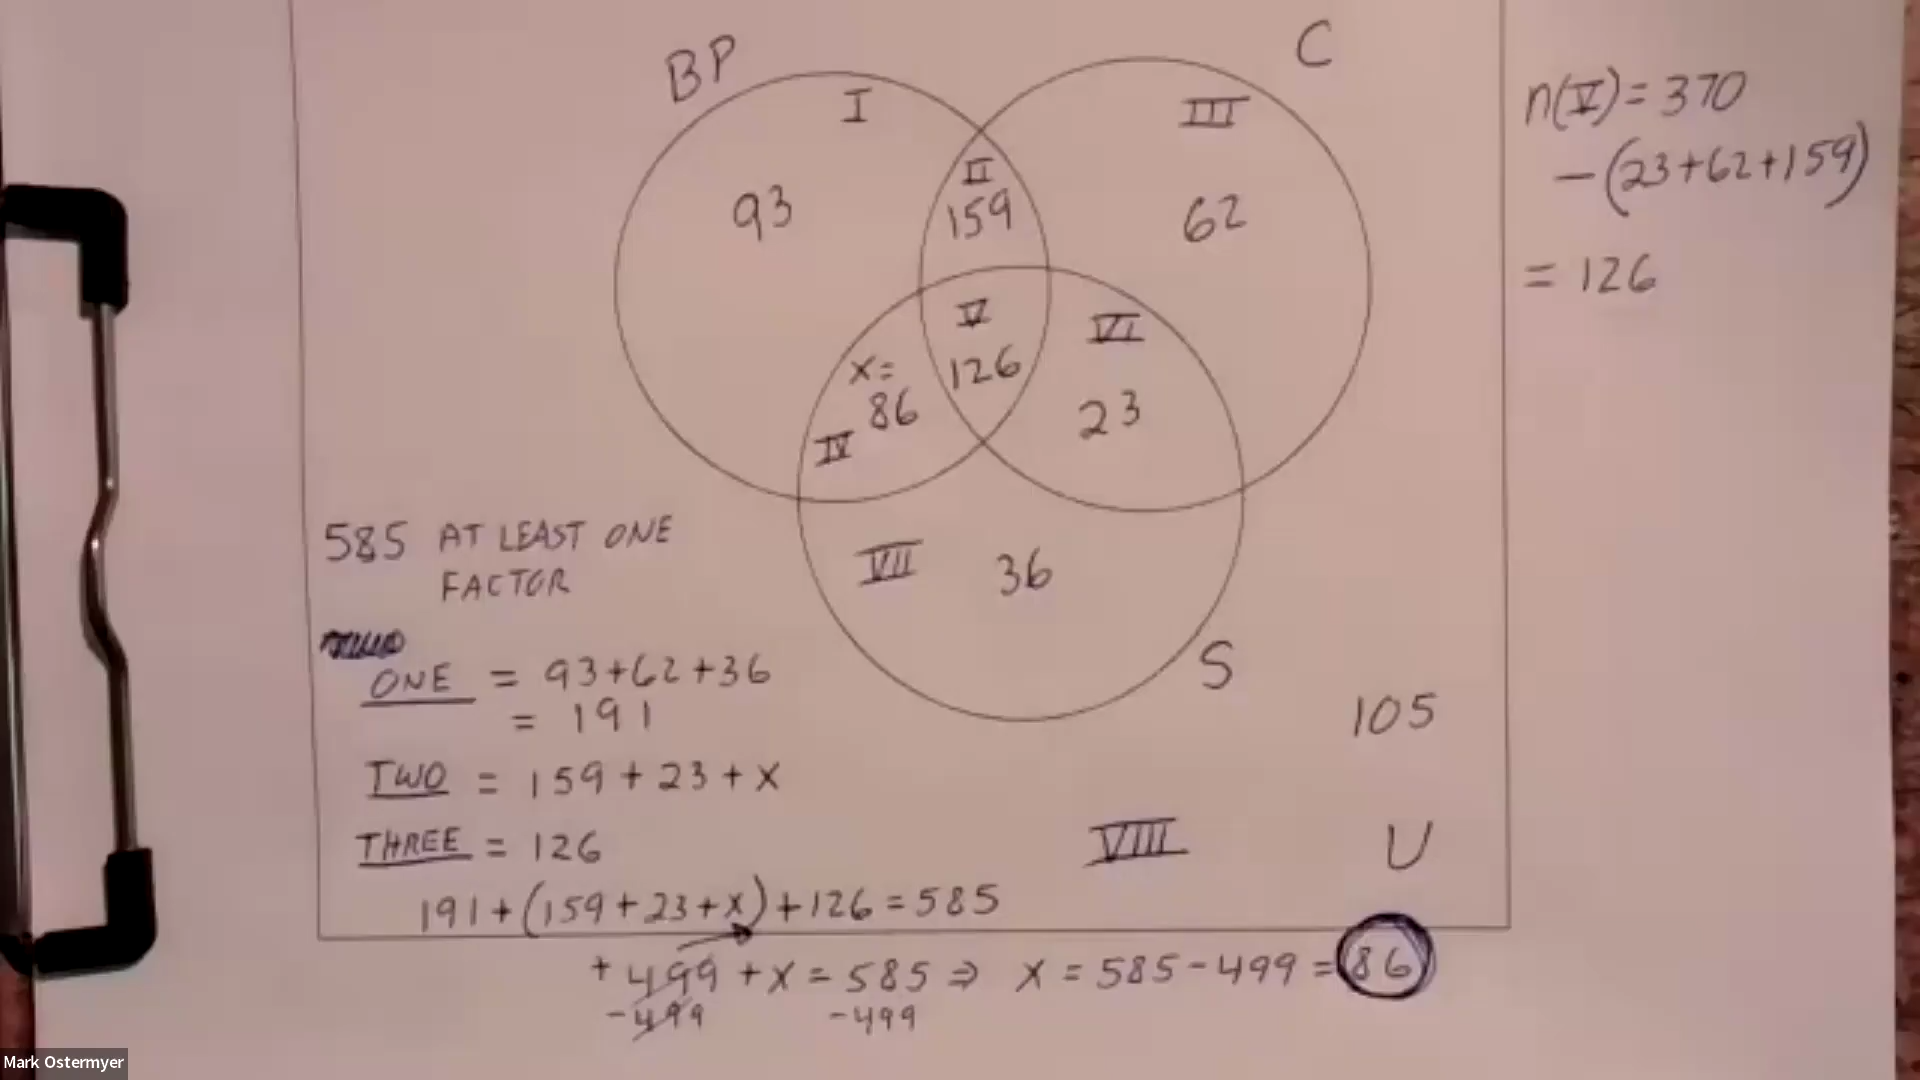 BP
C
I
III
II
93
159
62
n(V)=370
-(23+62+159)
= 126
V
VI
x=
126
86
23
IV
585 AT LEAST ONE
FACTOR
VII
36
S
ONE = 93+62+36
= 191
105
TWO = 159+23+x
THREE = 126
VIII
U
191+(159+23+x)+126=585
+499+x=585⇒ x=585-499=86
-499 -499
Mark Ostermyer